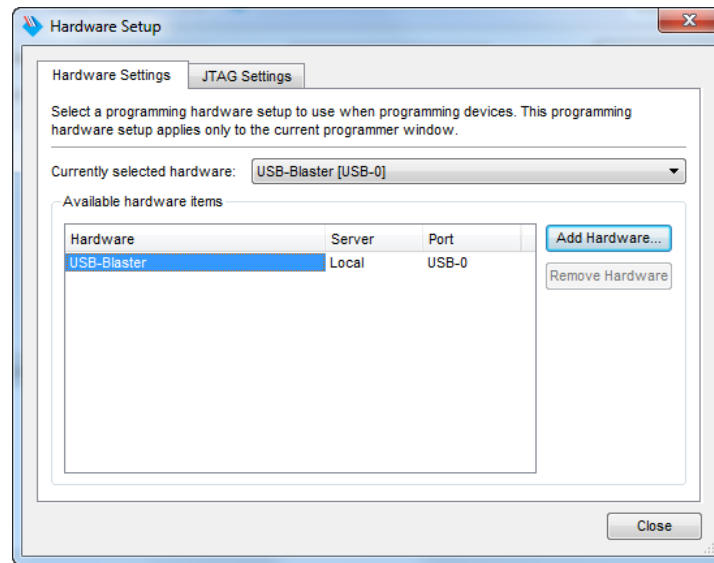 Hardware Setup
Hardware Settings
JTAG Settings
Select a programming hardware setup to use when programming devices. This programming
hardware setup applies only to the current programmer window.
Currently selected hardware:
USB-Blaster [USB-0]
Available hardware items
Hardware Server Port
USB-Blaster Local USB-0
Add Hardware...
Remove Hardware
Close